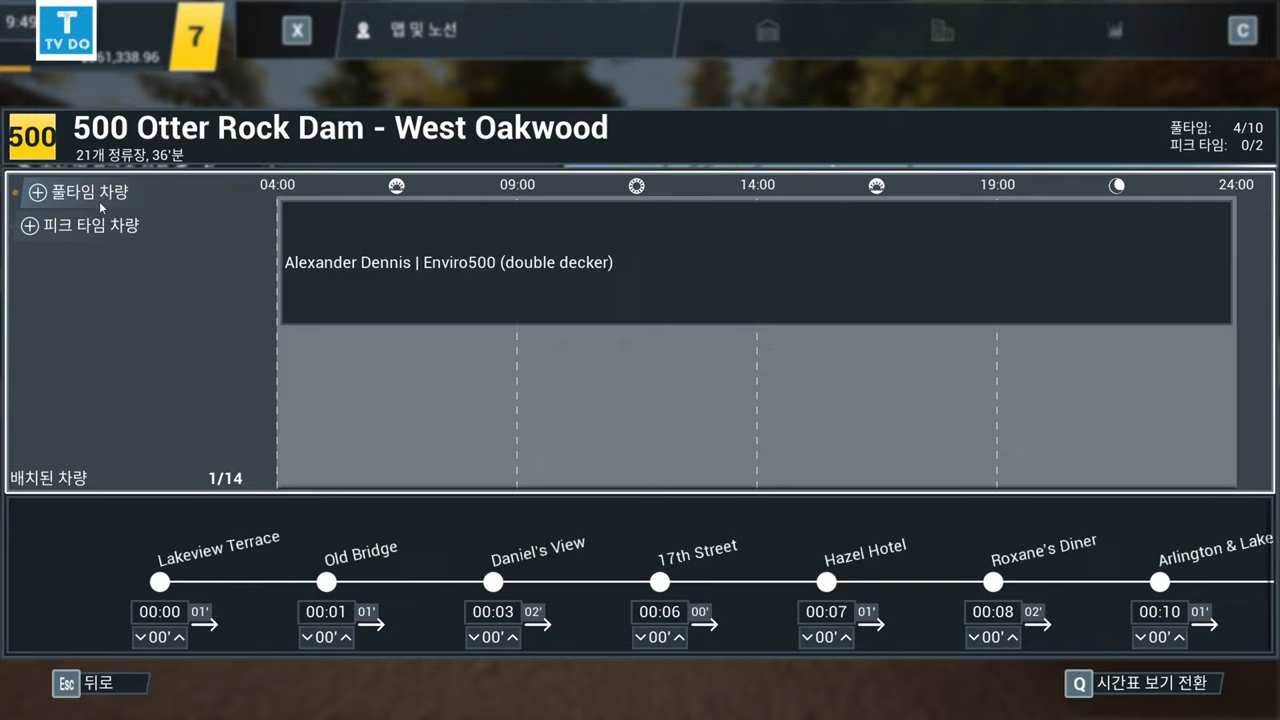 9:49
T
TV DO
61,338.96
7
X
맵 및 노선
C
500
500 Otter Rock Dam - West Oakwood
21개 정류장, 36'분
풀타임: 4/10
피크 타임: 0/2
풀타임 차량
피크 타임 차량
04:00 09:00 14:00 19:00 24:00
Alexander Dennis | Enviro500 (double decker)
배치된 차량 1/14
Lakeview Terrace Old Bridge Daniel's View 17th Street Hazel Hotel Roxane's Diner Arlington & Lake
00:00 01' 00:01 01' 00:03 02' 00:06 00' 00:07 01' 00:08 02' 00:10 01'
00' 00' 00' 00' 00' 00' 00'
Esc 뒤로
Q 시간표 보기 전환